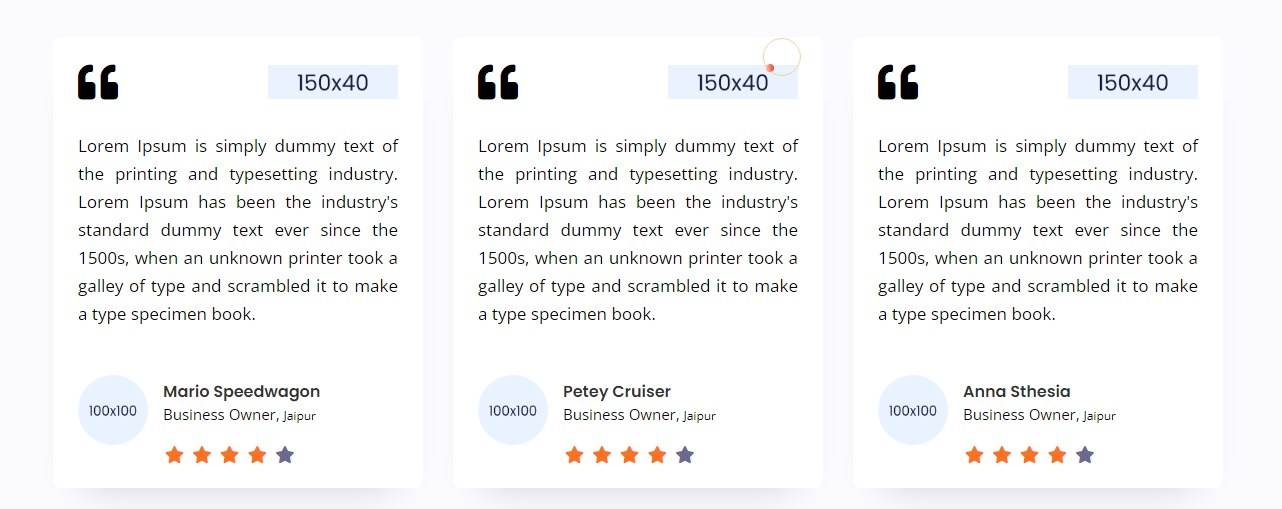 150x40
Lorem Ipsum is simply dummy text of
the printing and typesetting industry.
Lorem Ipsum has been the industry's
standard dummy text ever since the
1500s, when an unknown printer took a
galley of type and scrambled it to make
a type specimen book.
100x100
Mario Speedwagon
Business Owner, Jaipur
150x40
Lorem Ipsum is simply dummy text of
the printing and typesetting industry.
Lorem Ipsum has been the industry's
standard dummy text ever since the
1500s, when an unknown printer took a
galley of type and scrambled it to make
a type specimen book.
100x100
Petey Cruiser
Business Owner, Jaipur
150x40
Lorem Ipsum is simply dummy text of
the printing and typesetting industry.
Lorem Ipsum has been the industry's
standard dummy text ever since the
1500s, when an unknown printer took a
galley of type and scrambled it to make
a type specimen book.
100x100
Anna Sthesia
Business Owner, Jaipur